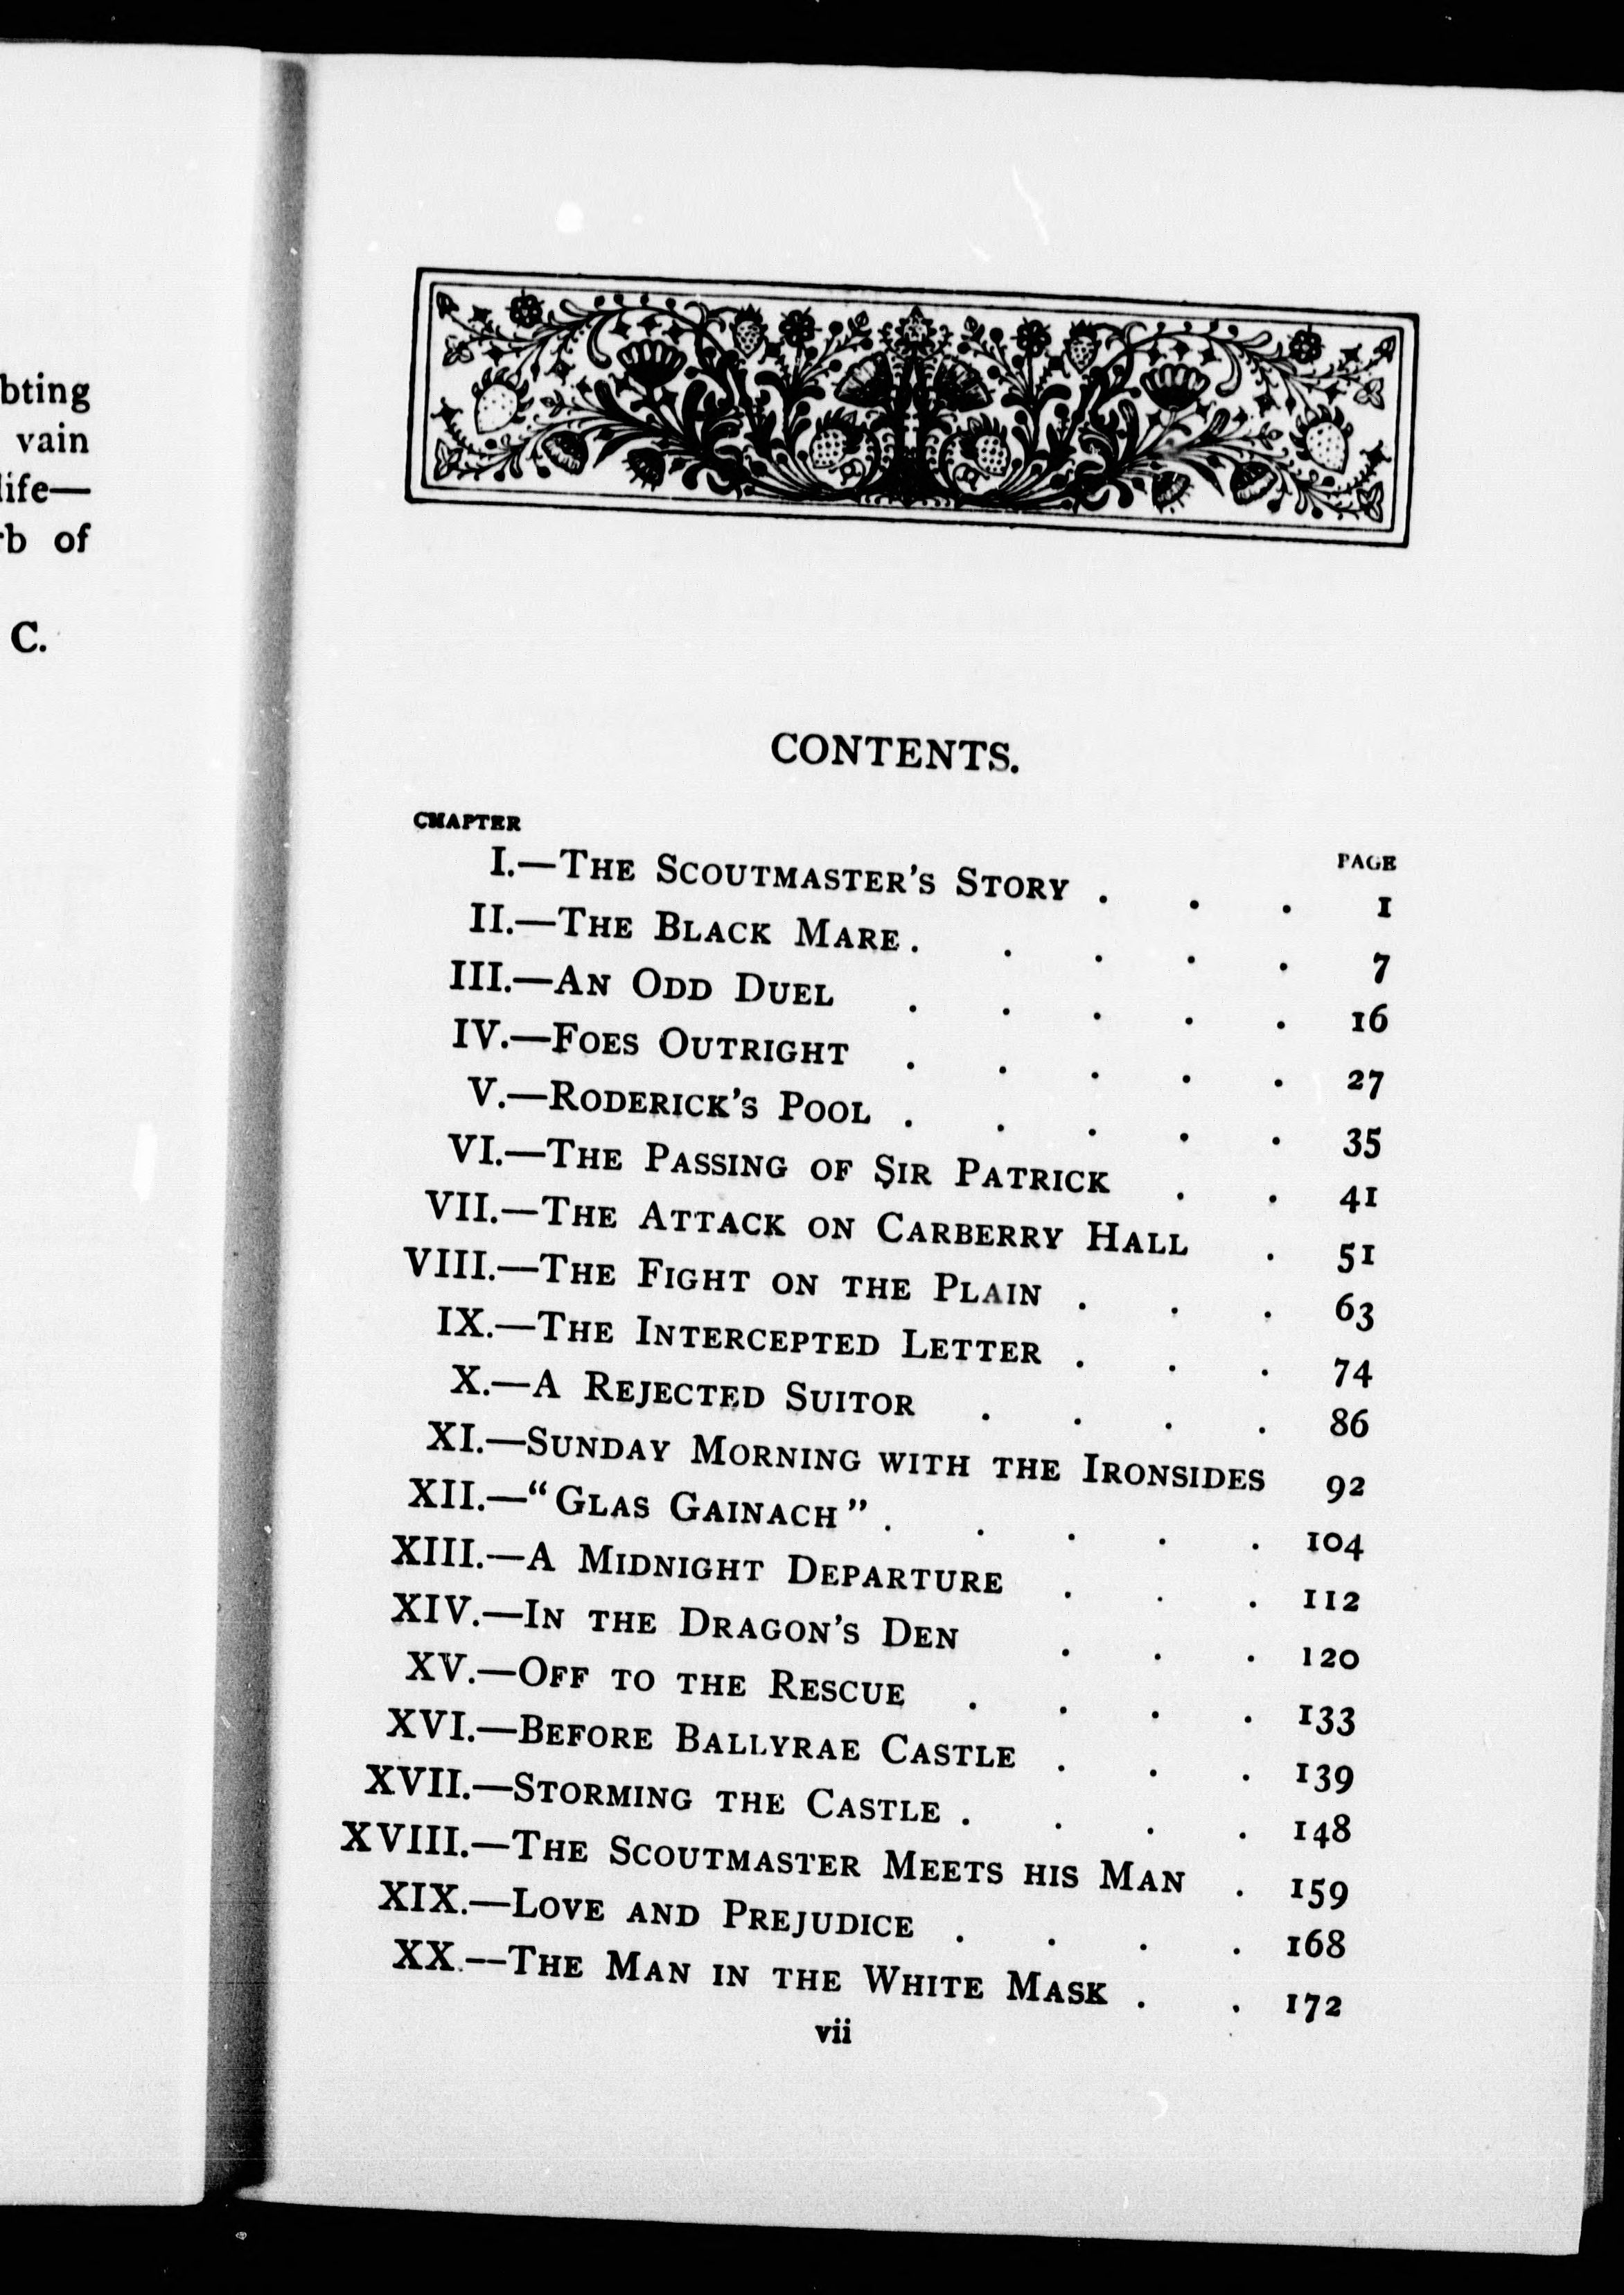 bting
vain
life—
rb of
C.
CONTENTS.
CHAPTER
PAGE
I.—The Scoutmaster's Story . . . 1
II.—The Black Mare . . . . . 7
III.—An Odd Duel . . . . . 16
IV.—Foes Outright . . . . . 27
V.—Roderick's Pool . . . . . 35
VI.—The Passing of Sir Patrick . . 41
VII.—The Attack on Carberry Hall . 51
VIII.—The Fight on the Plain . . . 63
IX.—The Intercepted Letter . . . 74
X.—A Rejected Suitor . . . . 86
XI.—Sunday Morning with the Ironsides 92
XII.—"Glas Gainach" . . . . . 104
XIII.—A Midnight Departure . . . 112
XIV.—In the Dragon's Den . . . 120
XV.—Off to the Rescue . . . . 133
XVI.—Before Ballyrae Castle . . . 139
XVII.—Storming the Castle . . . . 148
XVIII.—The Scoutmaster Meets his Man . 159
XIX.—Love and Prejudice . . . . 168
XX.—The Man in the White Mask . . 172
vii